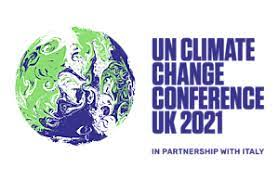 UN CLIMATE
CHANGE
CONFERENCE
UK 2021
IN PARTNERSHIP WITH ITALY